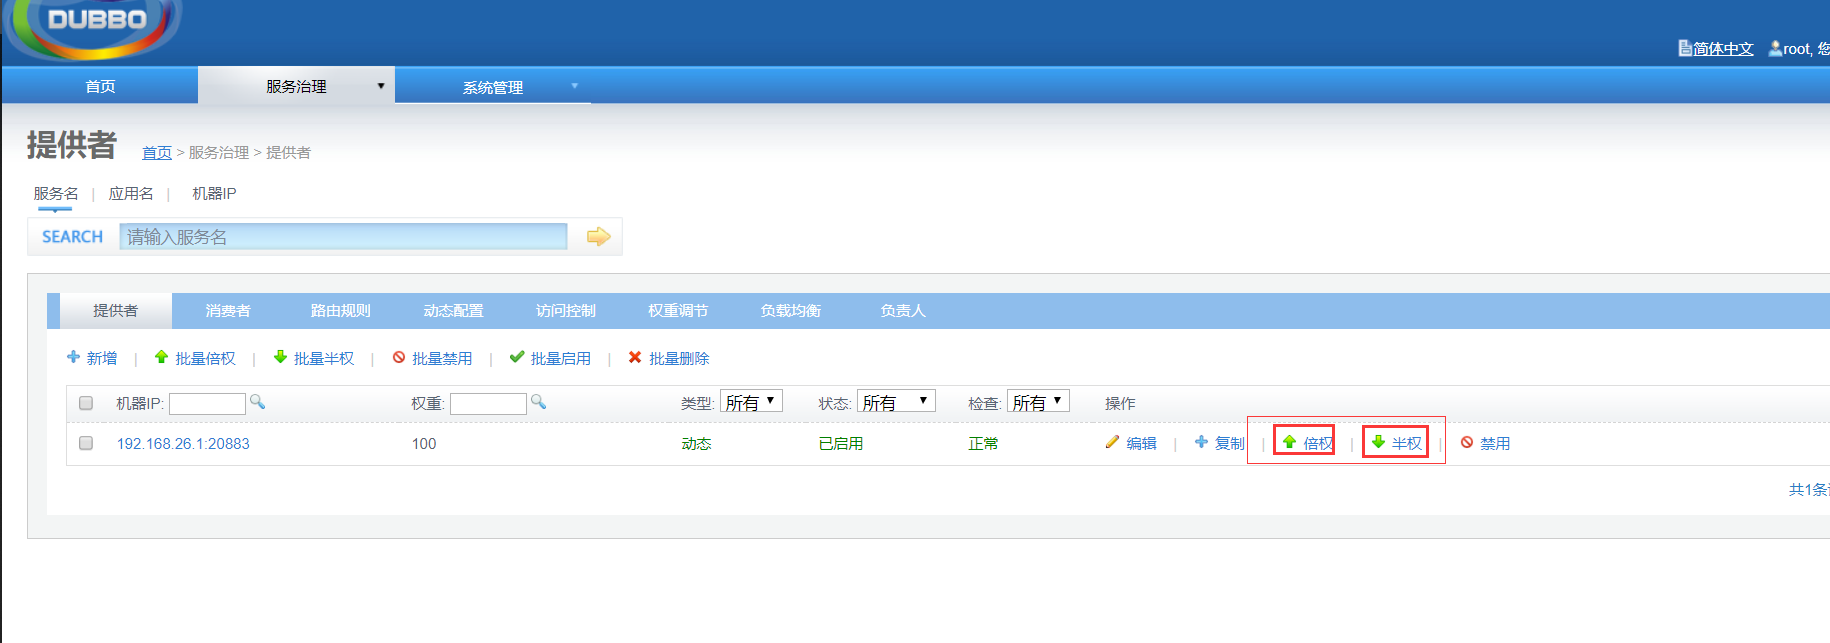 DUBBO
简体中文 root, 您
首页 服务治理 ▼ 系统管理 ▼
提供者 首页 > 服务治理 > 提供者
服务名 | 应用名 | 机器IP
SEARCH 请输入服务名
提供者 消费者 路由规则 动态配置 访问控制 权重调节 负载均衡 负责人
新增 | 批量倍权 | 批量半权 | 批量禁用 | 批量启用 | 批量删除
机器IP: 权重: 类型: 所有 ▼ 状态: 所有 ▼ 检查: 所有 ▼ 操作
192.168.26.1:20883 100 动态 已启用 正常 编辑 | 复制 | 倍权 | 半权 | 禁用
共1条